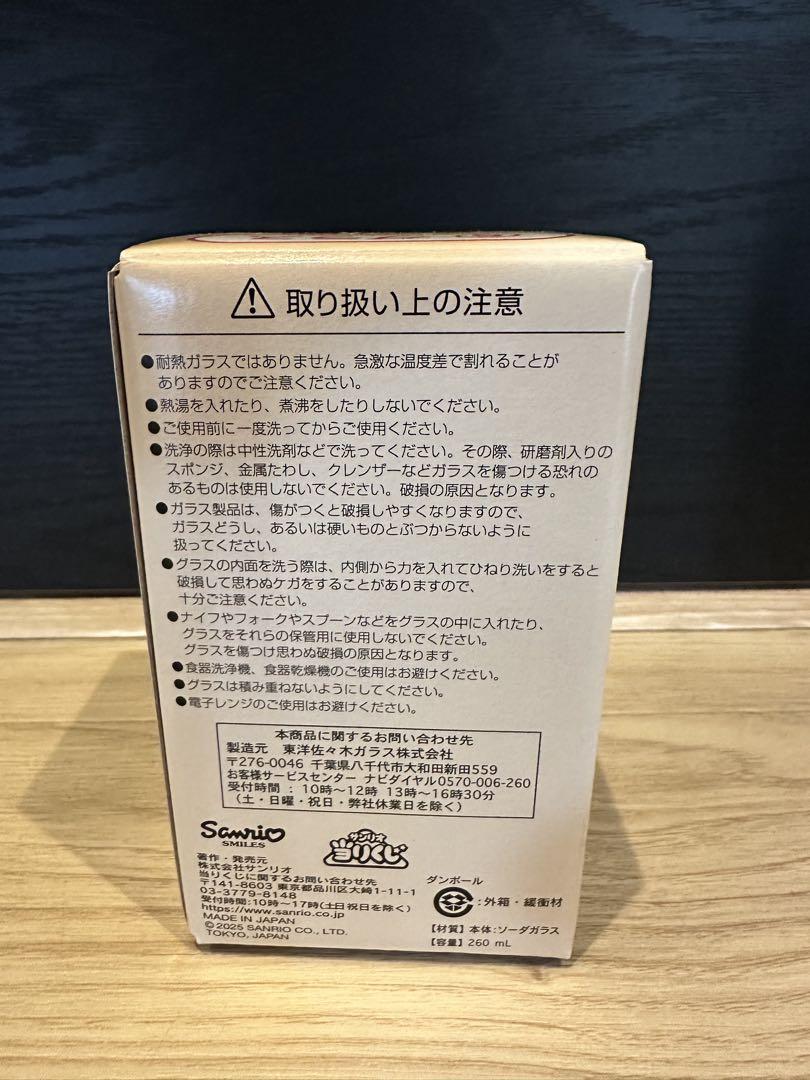 取り扱い上の注意
●耐熱ガラスではありません。急激な温度差で割れることが
ありますのでご注意ください。
●熱湯を入れたり、煮沸をしたりしないでください。
●ご使用前に一度洗ってからご使用ください。
●洗浄の際は中性洗剤などで洗ってください。その際、研磨剤入りの
スポンジ、金属たわし、クレンザーなどガラスを傷つける恐れの
あるものは使用しないでください。破損の原因となります。
●ガラス製品は、傷がつくと破損しやすくなりますので、
ガラスどうし、あるいは硬いものとぶつからないように
扱ってください。
●グラスの内面を洗う際は、内側から力を入れてひねり洗いをすると
破損して思わぬケガをすることがありますので、
十分ご注意ください。
●ナイフやフォークやスプーンなどをグラスの中に入れたり、
グラスをそれらの保管用に使用しないでください。
グラスを傷つけ思わぬ破損の原因となります。
●食器洗浄機、食器乾燥機のご使用はお避けください。
●グラスは積み重ねないようにしてください。
●電子レンジのご使用はお避けください。
本商品に関するお問い合わせ先
製造元 東洋佐々木ガラス株式会社
〒276-0046 千葉県八千代市大和田新田559
お客様サービスセンター ナビダイヤル0570-006-260
受付時間：10時～12時 13時～16時30分
（土・日曜・祝日・弊社休業日を除く）
Sanrio
SMILES
サンリオ
当りくじ
著作・発売元
株式会社サンリオ
当りくじに関するお問い合わせ先
〒141-8603 東京都品川区大崎1-11-1
03-3779-8148
受付時間:10時～17時(土日祝日を除く)
https://www.sanrio.co.jp
MADE IN JAPAN
©2025 SANRIO CO., LTD.
TOKYO, JAPAN
ダンボール
：外箱・緩衝材
【材質】本体:ソーダガラス
【容量】260 mL